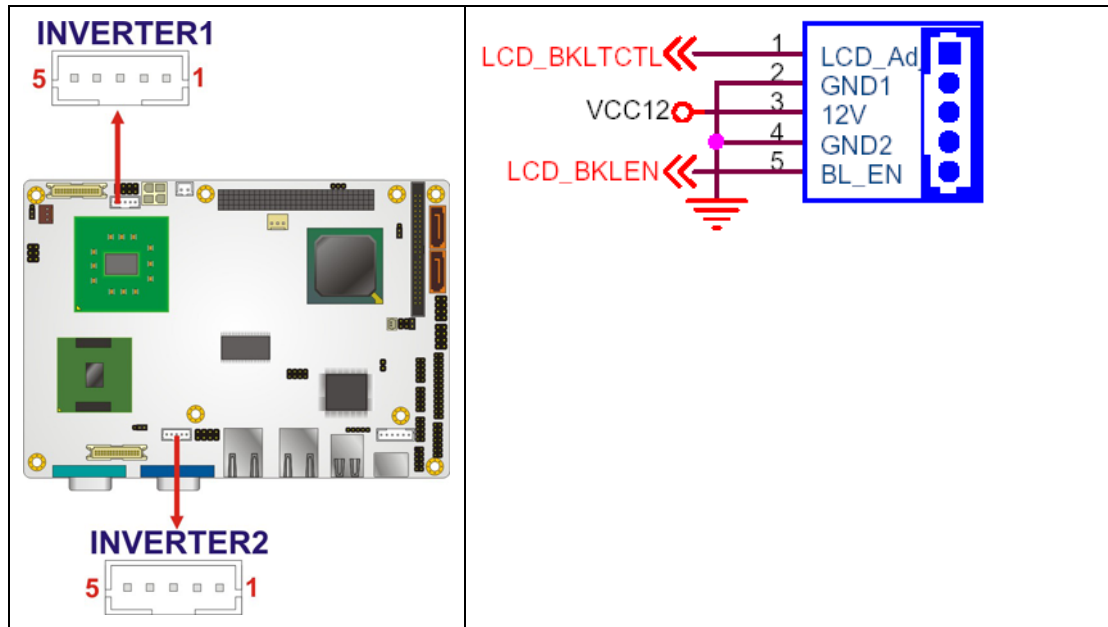 INVERTER1
5 1
INVERTER2
5 1
LCD_BKLTCTL 1 LCD_Ad
2 GND1
VCC12 3 12V
4 GND2
LCD_BKLEN 5 BL_EN